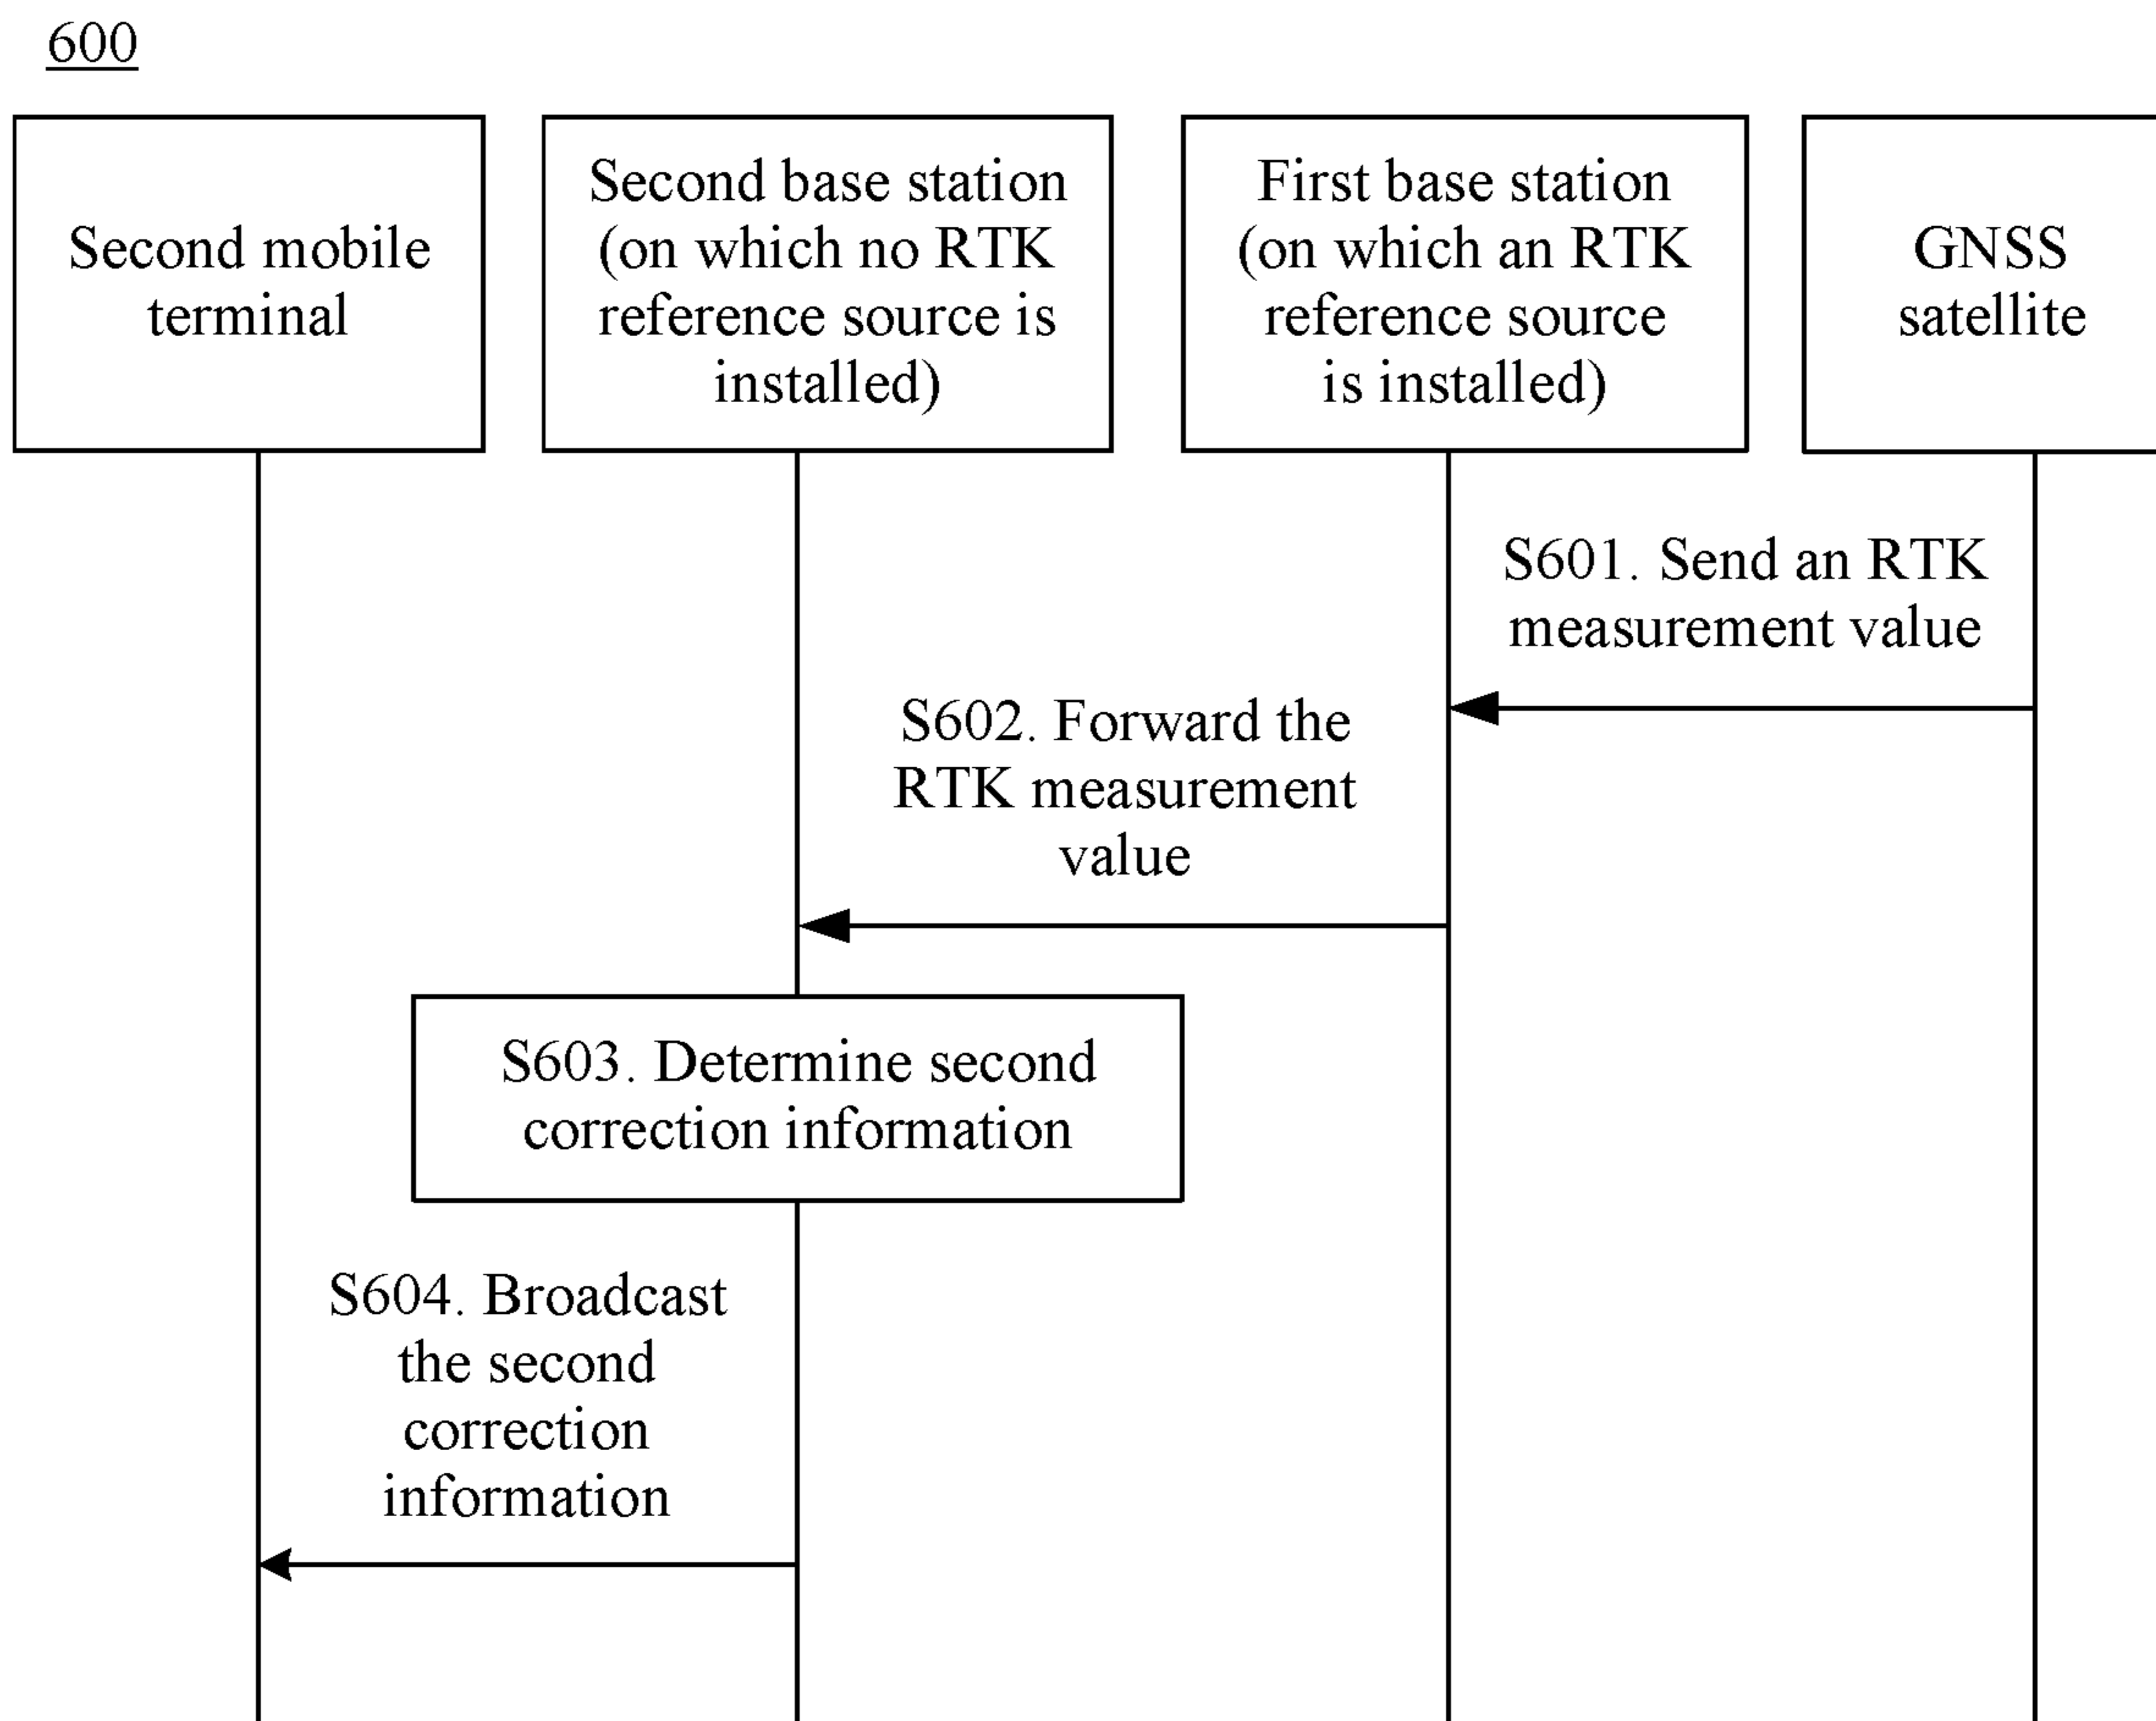 600
Second mobile
terminal
Second base station
(on which no RTK
reference source is
installed)
First base station
(on which an RTK
reference source
is installed)
GNSS
satellite
S601. Send an RTK
measurement value
S602. Forward the
RTK measurement
value
S603. Determine second
correction information
S604. Broadcast
the second
correction
information